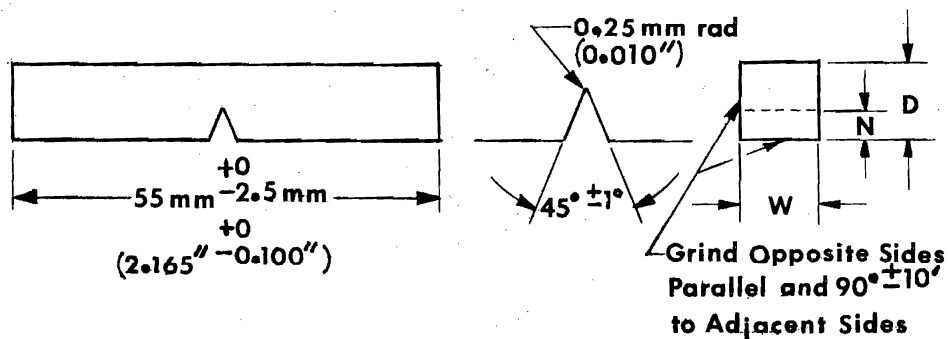 0.25 mm rad
(0.010")
D
N
+0
55 mm -2.5 mm
45° ±1°
W
+0
(2.165" -0.100")
Grind Opposite Sides
Parallel and 90° ±10'
to Adjacent Sides